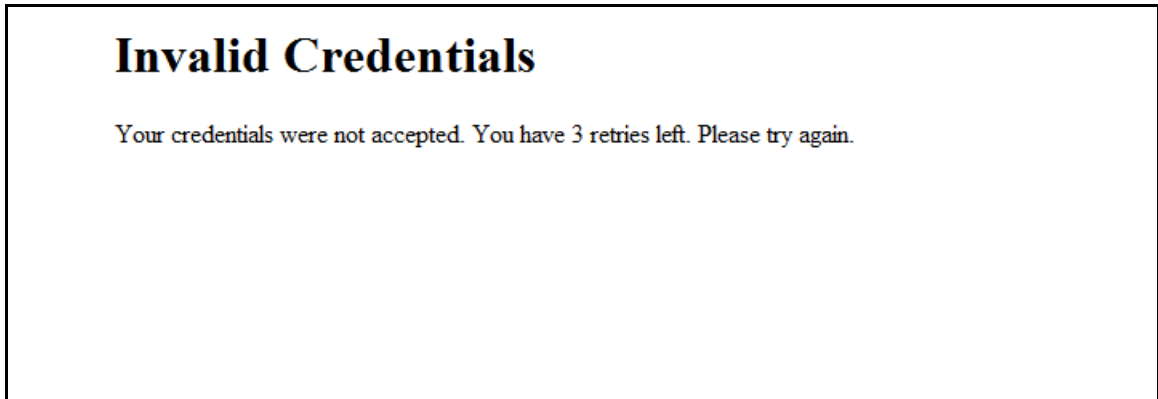 Invalid Credentials
Your credentials were not accepted. You have 3 retries left. Please try again.